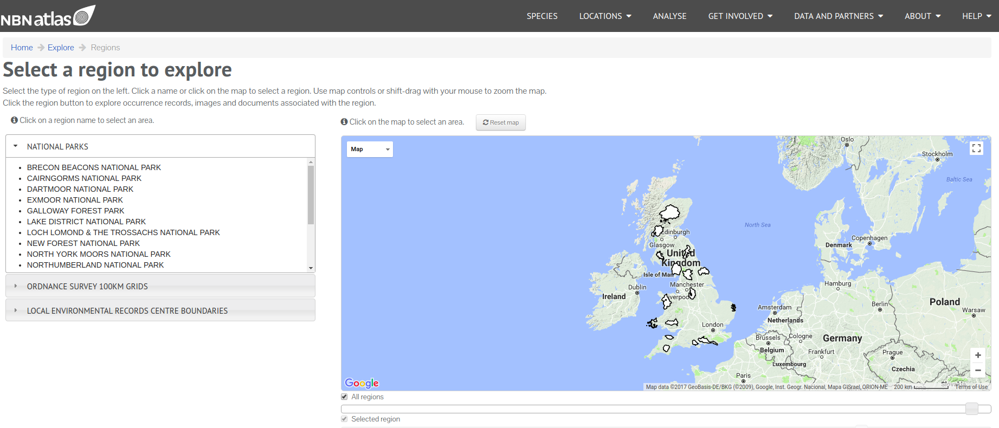 NBN atlas
SPECIES LOCATIONS ANALYSE GET INVOLVED DATA AND PARTNERS ABOUT HELP
Home Explore Regions
Select a region to explore
Select the type of region on the left. Click a name or click on the map to select a region. Use map controls or shift-drag with your mouse to zoom the map.
Click the region button to explore occurrence records, images and documents associated with the region.
Click on a region name to select an area.
NATIONAL PARKS
BRECON BEACONS NATIONAL PARK
CAIRNGORMS NATIONAL PARK
DARTMOOR NATIONAL PARK
EXMOOR NATIONAL PARK
GALLOWAY FOREST PARK
LAKE DISTRICT NATIONAL PARK
LOCH LOMOND & THE TROSSACHS NATIONAL PARK
NEW FOREST NATIONAL PARK
NORTH YORK MOORS NATIONAL PARK
NORTHUMBERLAND NATIONAL PARK
ORDNANCE SURVEY 100KM GRIDS
LOCAL ENVIRONMENTAL RECORDS CENTRE BOUNDARIES
Click on the map to select an area. Reset map
Map
Oslo
Stockholm
Baltic Sea
North Sea
Edinburgh
Glasgow
Copenhagen
Denmark
United
Kingdom
Isle of Man
Dublin
Manchester
Liverpool
Ireland
Hamburg
Berlin
Poland
Warsaw
Amsterdam
Netherlands
London
Brussels
Cologne
Germany
Belgium
Frankfurt
Prague
Luxembourg
Czechia
Paris
Slovakia
Google
Map data ©2017 GeoBasis-DE/BKG (©2009), Google, Inst. Geogr. Nacional, Mapa GISrael, ORION-ME 200 km Terms of Use
All regions
Selected region